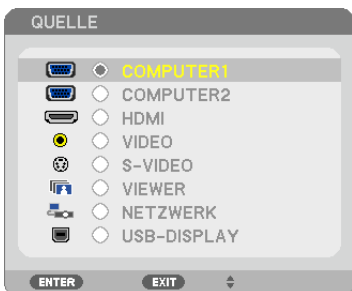 QUELLE
COMPUTER1
COMPUTER2
HDMI
VIDEO
S-VIDEO
VIEWER
NETZWERK
USB-DISPLAY
ENTER EXIT